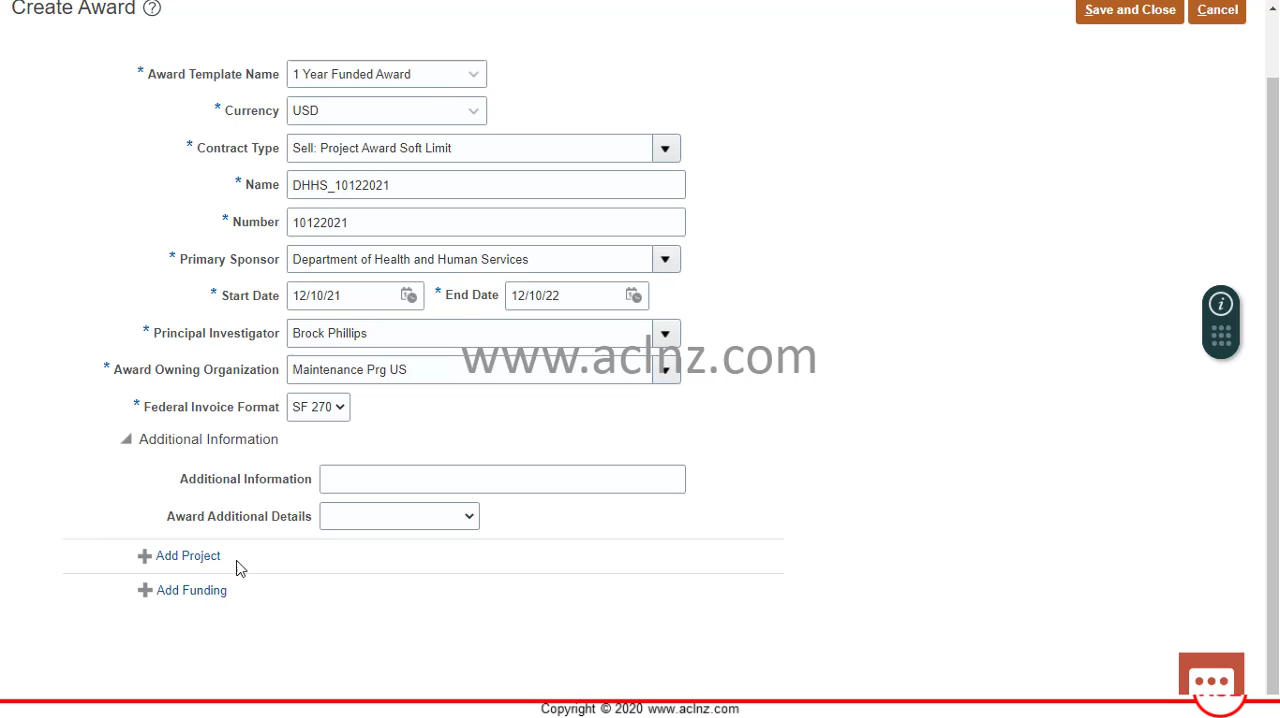 Create Award ?
Save and Close Cancel
* Award Template Name 1 Year Funded Award
* Currency USD
* Contract Type Sell: Project Award Soft Limit
* Name DHHS_10122021
* Number 10122021
* Primary Sponsor Department of Health and Human Services
* Start Date 12/10/21 * End Date 12/10/22
* Principal Investigator Brock Phillips
www.aclnz.com
* Award Owning Organization Maintenance Prg US
* Federal Invoice Format SF 270
Additional Information
Additional Information
Award Additional Details
Add Project
Add Funding
Copyright © 2020 www.aclnz.com